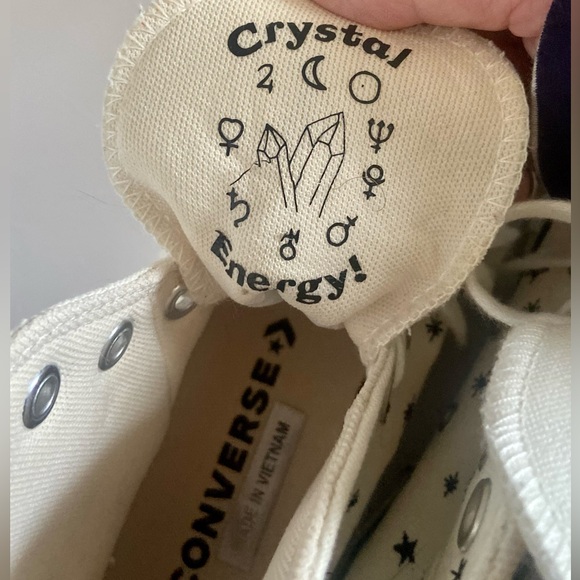 Crystal
Energy!
CONVERSE
MADE IN VIETNAM